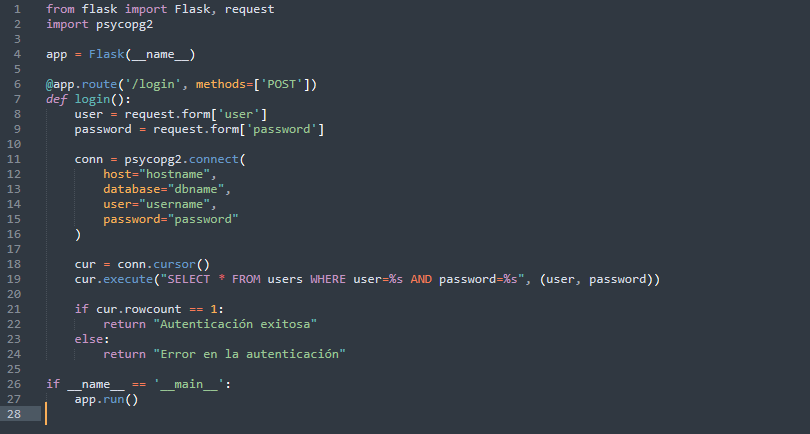 1 from flask import Flask, request
2 import psycopg2
3
4 app = Flask(__name__)
5
6 @app.route('/login', methods=['POST'])
7 def login():
8     user = request.form['user']
9     password = request.form['password']
10
11     conn = psycopg2.connect(
12         host="hostname",
13         database="dbname",
14         user="username",
15         password="password"
16     )
17
18     cur = conn.cursor()
19     cur.execute("SELECT * FROM users WHERE user=%s AND password=%s", (user, password))
20
21     if cur.rowcount == 1:
22         return "Autenticación exitosa"
23     else:
24         return "Error en la autenticación"
25
26 if __name__ == '__main__':
27     app.run()
28